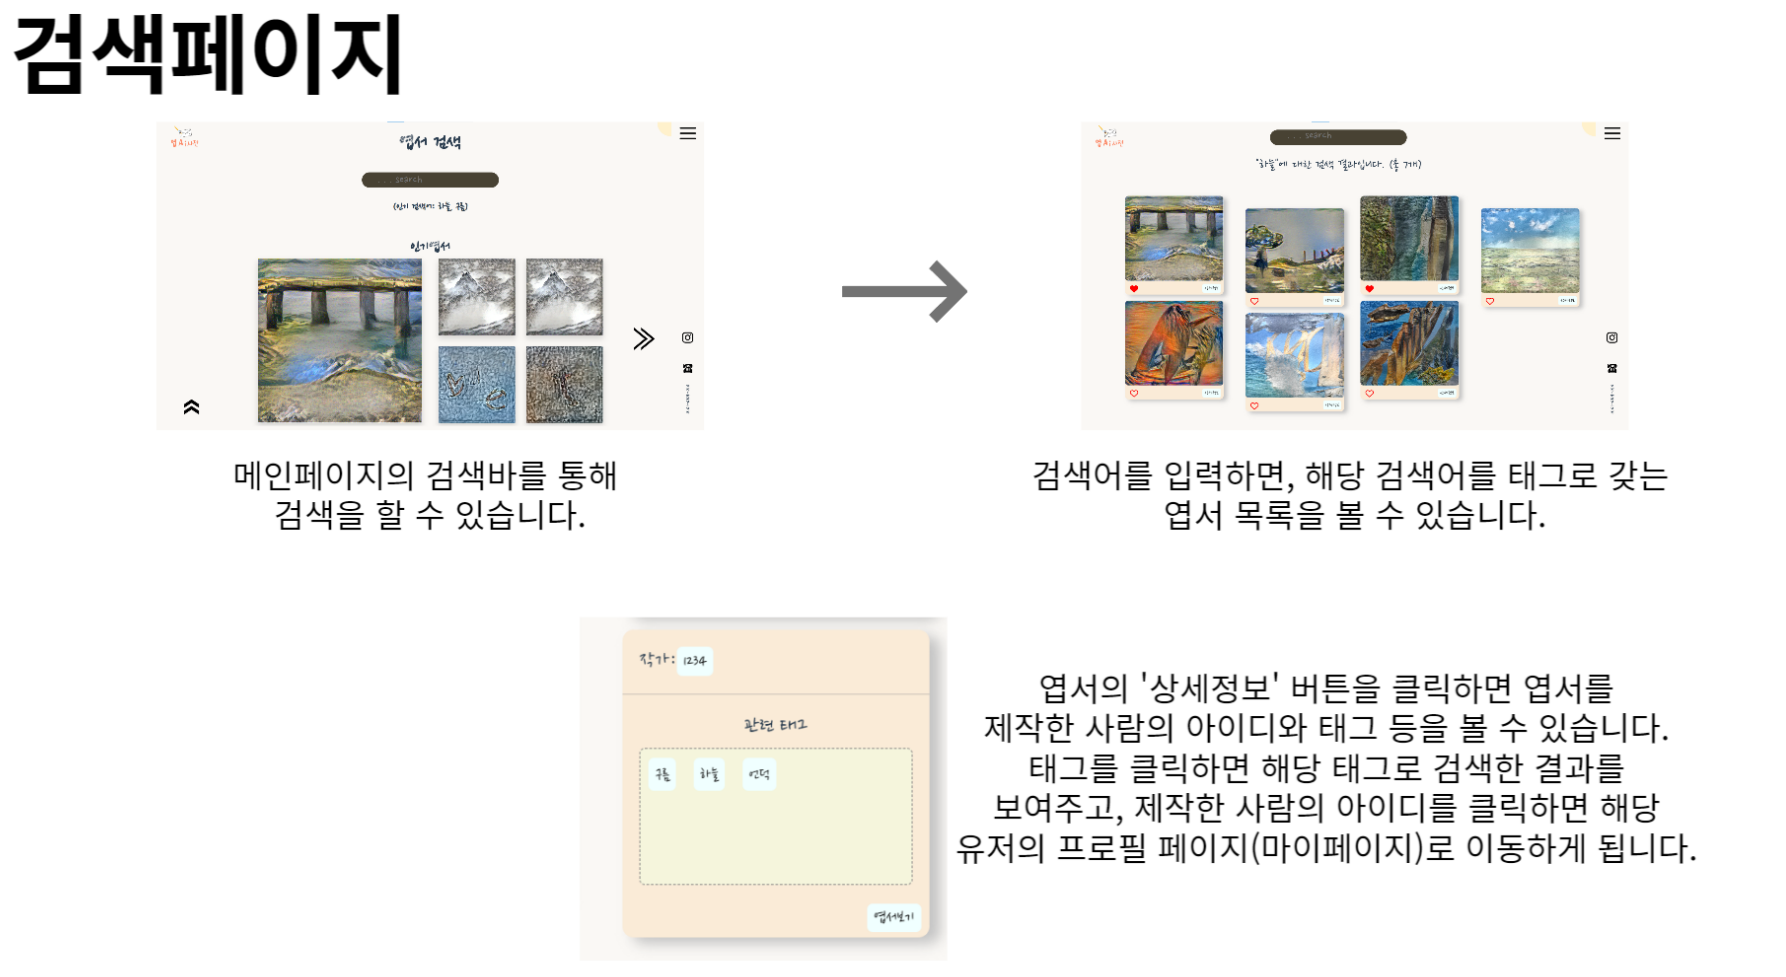 검색페이지
엽서 검색
. . . search
(인기 검색어: 하늘, 구름)
인기엽서
. . . search
"하늘"에 대한 검색 결과입니다. (총 7개)
메인페이지의 검색바를 통해
검색을 할 수 있습니다.
검색어를 입력하면, 해당 검색어를 태그로 갖는
엽서 목록을 볼 수 있습니다.
작가: 1234
관련 태그
구름 하늘 언덕
엽서보기
엽서의 '상세정보' 버튼을 클릭하면 엽서를
제작한 사람의 아이디와 태그 등을 볼 수 있습니다.
태그를 클릭하면 해당 태그로 검색한 결과를
보여주고, 제작한 사람의 아이디를 클릭하면 해당
유저의 프로필 페이지(마이페이지)로 이동하게 됩니다.